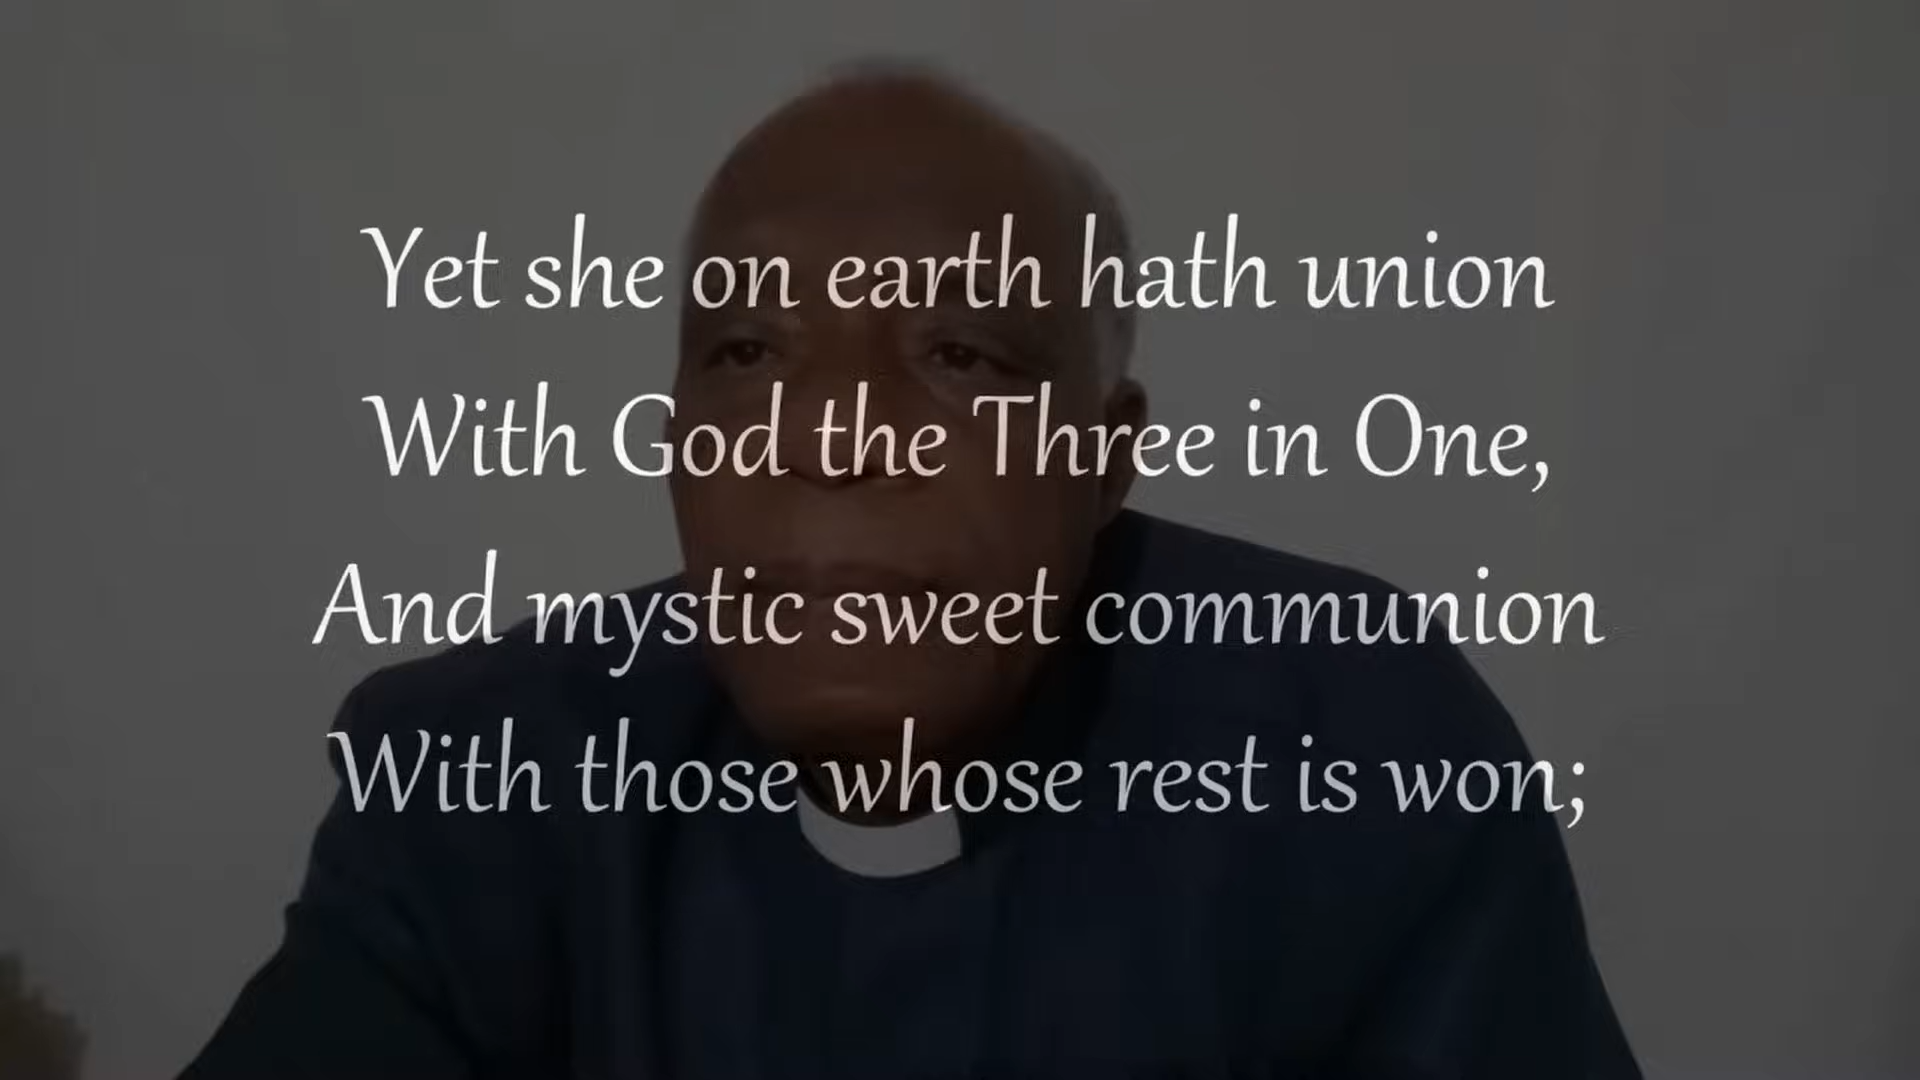 Yet she on earth hath union
With God the Three in One,
And mystic sweet communion
With those whose rest is won;